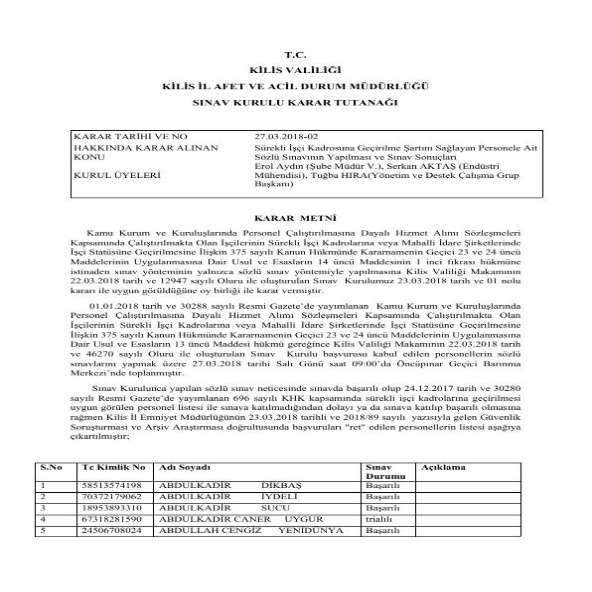 T.C.
KİLİS VALİLİĞİ
KİLİS İL AFET VE ACİL DURUM MÜDÜRLÜĞÜ
SINAV KURULU KARAR TUTANAĞI
KARAR TARİHİ VE NO 27.03.2018-02
HAKKINDA KARAR ALINAN KONU Sürekli İşçi Kadrosuna Geçirilme Şartını Sağlayan Personele Ait Sözlü Sınavının Yapılması ve Sınav Sonuçları
KURUL ÜYELERİ Erol Aydın (Şube Müdür V.), Serkan AKTAŞ (Endüstri Mühendisi), Tuğba HIRA(Yönetim ve Destek Çalışma Grup Başkanı)
KARAR METNİ
Kamu Kurum ve Kuruluşlarında Personel Çalıştırılmasına Dayalı Hizmet Alımı Sözleşmeleri
Kapsamında Çalıştırılmakta Olan İşçilerinin Sürekli İşçi Kadrolarına veya Mahalli İdare Şirketlerinde
İşçi Statüsüne Geçirilmesine İlişkin 375 sayılı Kanun Hükmünde Kararnamenin Geçici 23 ve 24 üncü
Maddelerinin Uygulanmasına Dair Usul ve Esasların 14 üncü Maddesinin 1 inci fıkrası hükmüne
istinaden sınav yönteminin yalnızca sözlü sınav yöntemiyle yapılmasına Kilis Valiliği Makamının
22.03.2018 tarih ve 12947 sayılı Oluru ile oluşturulan Sınav Kurulumuz 23.03.2018 tarih ve 01 nolu
kararı ile uygun görüldüğüne oy birliği ile karar vermiştir.
01.01.2018 tarih ve 30288 sayılı Resmi Gazete'de yayımlanan Kamu Kurum ve Kuruluşlarında
Personel Çalıştırılmasına Dayalı Hizmet Alımı Sözleşmeleri Kapsamında Çalıştırılmakta Olan
İşçilerinin Sürekli İşçi Kadrolarına veya Mahalli İdare Şirketlerinde İşçi Statüsüne Geçirilmesine
İlişkin 375 sayılı Kanun Hükmünde Kararnamenin Geçici 23 ve 24 üncü Maddelerinin Uygulanmasına
Dair Usul ve Esasların 13 üncü Maddesi hükmü gereğince Kilis Valiliği Makamının 22.03.2018 tarih
ve 46270 sayılı Oluru ile oluşturulan Sınav Kurulu başvurusu kabul edilen personellerin sözlü
sınavlarını yapmak üzere 27.03.2018 tarihi Salı Günü saat 09:00'da Öncüpınar Geçici Barınma
Merkezi'nde toplanmıştır.
Sınav Kurulunca yapılan sözlü sınav neticesinde sınavda başarılı olup 24.12.2017 tarih ve 30280
sayılı Resmi Gazete'de yayımlanan 696 sayılı KHK kapsamında sürekli işçi kadrolarına geçirilmesi
uygun görülen personel listesi ile sınava katılmadığından dolayı ya da sınava katılıp başarılı olmasına
rağmen Kilis İl Emniyet Müdürlüğünün 23.03.2018 tarihli ve 2018/89 sayılı yazısıyla gelen Güvenlik
Soruşturması ve Arşiv Araştırması doğrultusunda başvuruları "ret" edilen personellerin listesi aşağıya
çıkartılmıştır;
S.No Tc Kimlik No Adı Soyadı Sınav Durumu Açıklama
1 58513574198 ABDULKADİR DİKBAŞ Başarılı
2 70372179062 ABDULKADİR İYDELİ Başarılı
3 18953893310 ABDULKADİR SUCU Başarılı
4 67318281590 ABDULKADİR CANER UYGUR trialılı
5 24506708024 ABDULLAH CENGİZ YENİDÜNYA Başarılı